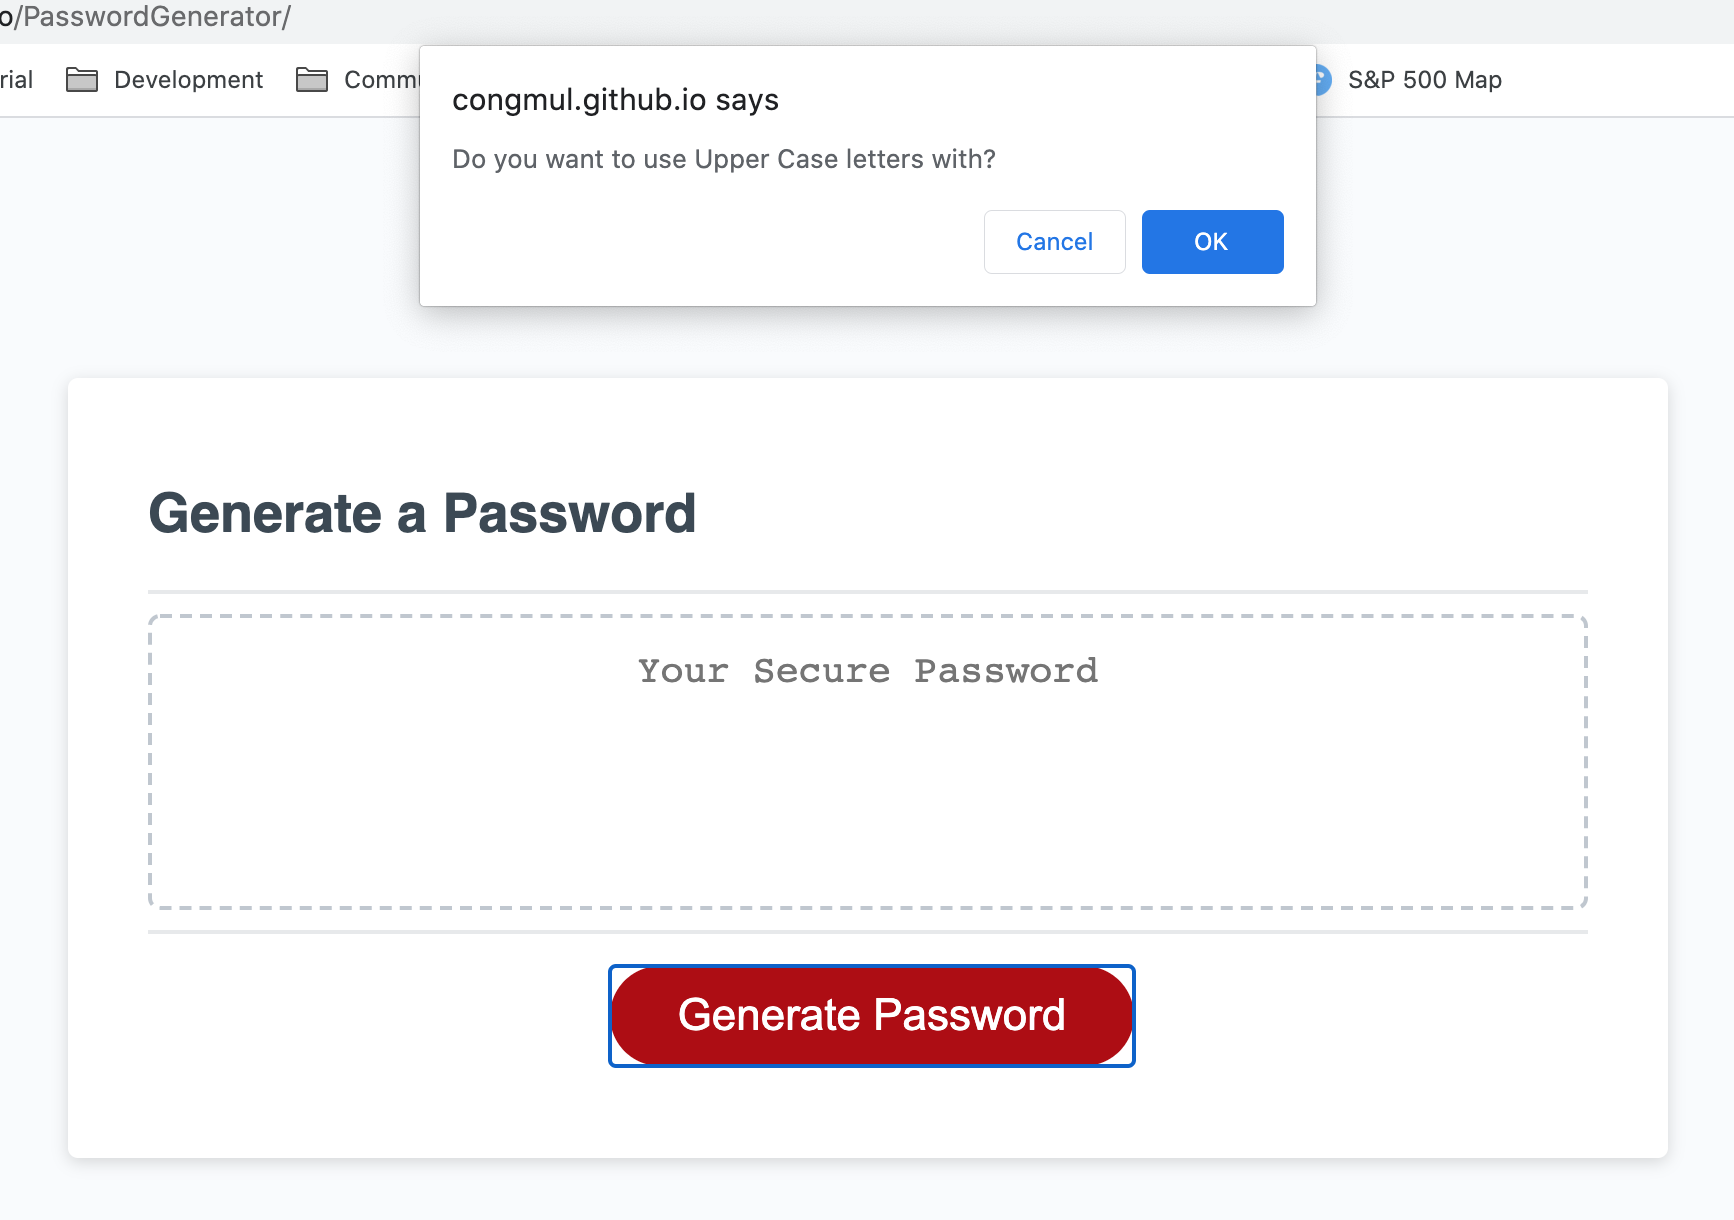 o/PasswordGenerator/
rial Development Comm S&P 500 Map
congmul.github.io says
Do you want to use Upper Case letters with?
Cancel OK
Generate a Password
Your Secure Password
Generate Password